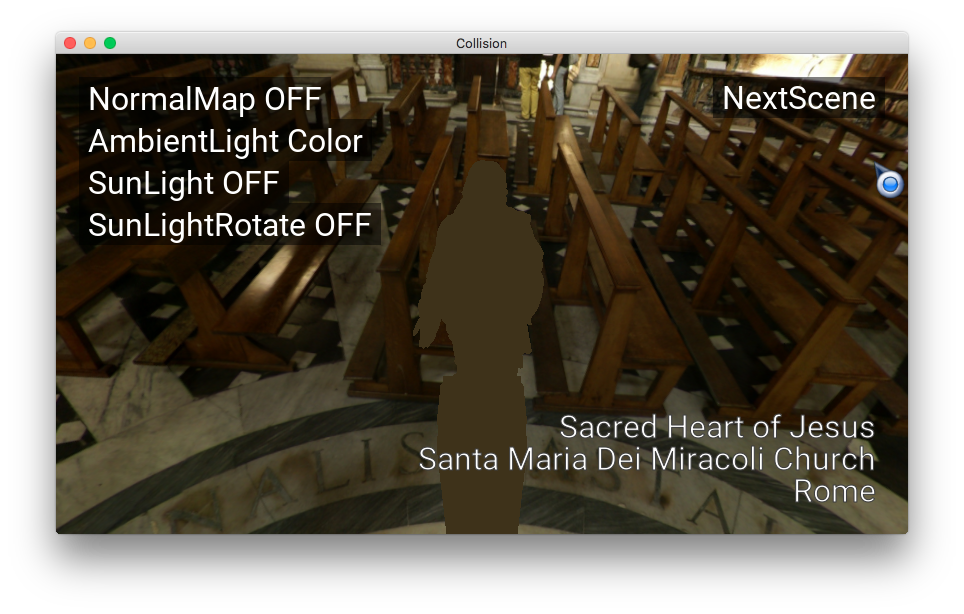 Collision
NormalMap OFF
NextScene
AmbientLight Color
SunLight OFF
SunLightRotate OFF
Sacred Heart of Jesus
Santa Maria Dei Miracoli Church
Rome
ALIS